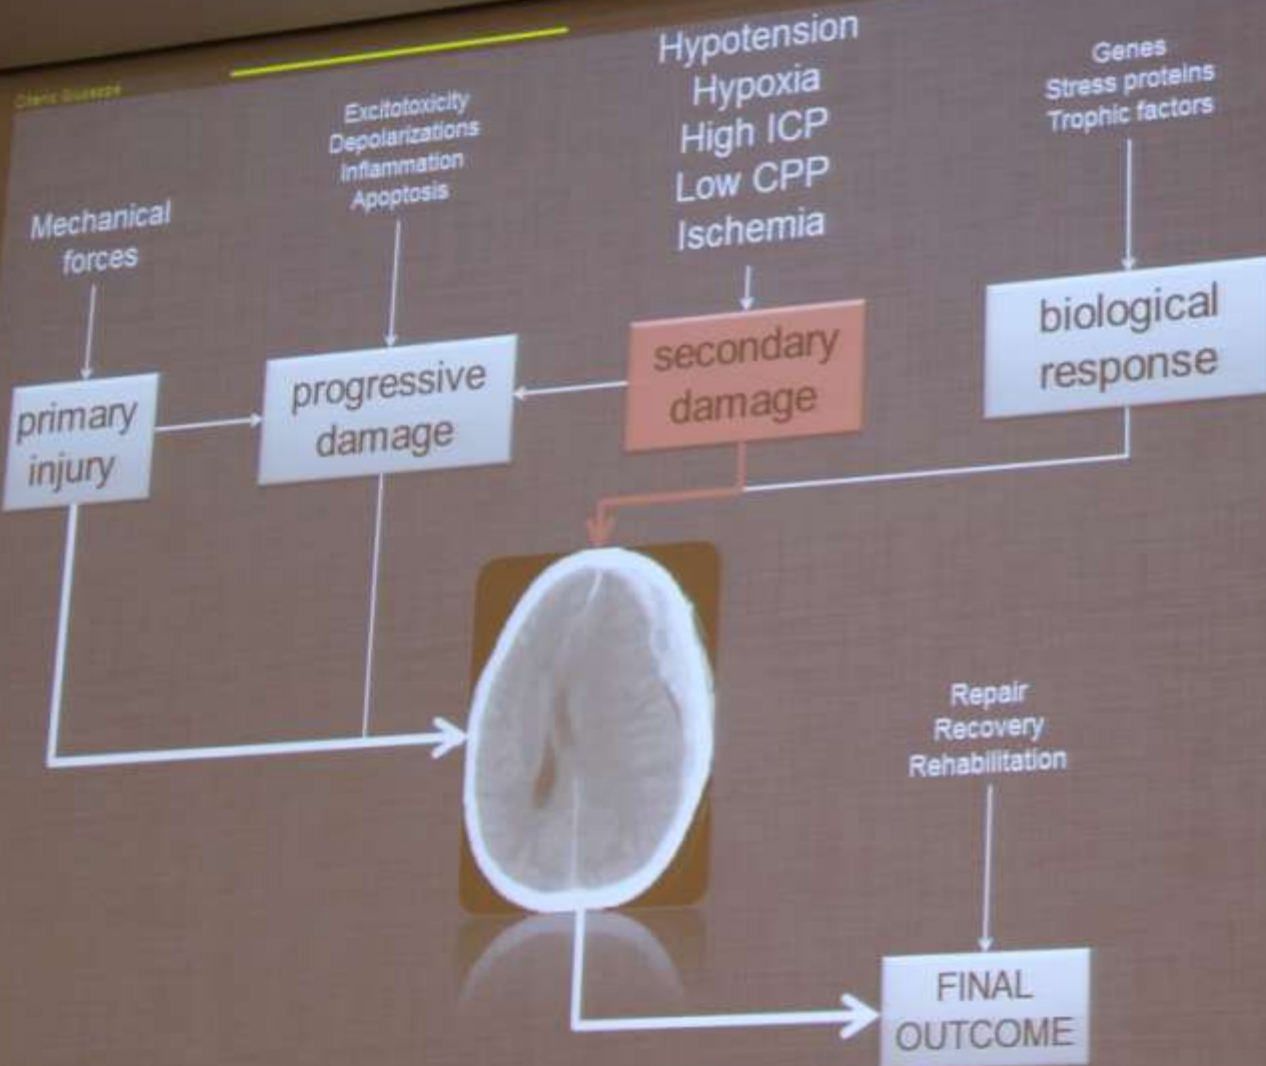 Mechanical
forces
Excitotoxicity
Depolarizations
Inflammation
Apoptosis
Hypotension
Hypoxia
High ICP
Low CPP
Ischemia
Genes
Stress proteins
Trophic factors
primary
injury
progressive
damage
secondary
damage
biological
response
Repair
Recovery
Rehabilitation
FINAL
OUTCOME